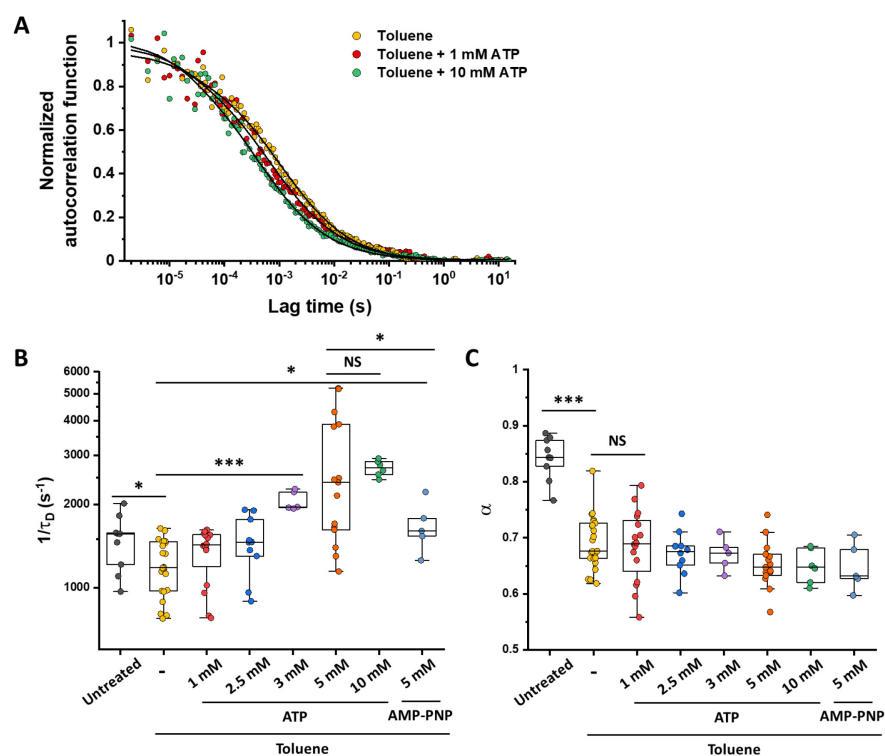 A
Toluene
Toluene + 1 mM ATP
Toluene + 10 mM ATP
Normalized
autocorrelation function
1
0.8
0.6
0.4
0.2
0
10⁻⁵ 10⁻⁴ 10⁻³ 10⁻² 10⁻¹ 10⁰ 10¹
Lag time (s)
B
1/τD (s⁻¹)
6000
5000
4000
3000
2000
1000
*
***
*
NS
*
Untreated - 1 mM 2.5 mM 3 mM 5 mM 10 mM 5 mM
ATP AMP-PNP
Toluene
C
α
1
0.9
0.8
0.7
0.6
0.5
***
NS
Untreated - 1 mM 2.5 mM 3 mM 5 mM 10 mM 5 mM
ATP AMP-PNP
Toluene